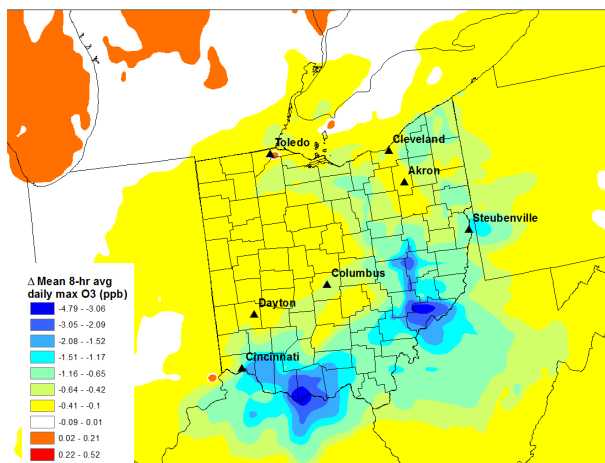 Toledo
Cleveland
Akron
Steubenville
Columbus
Dayton
Cincinnati
Δ Mean 8-hr avg
daily max O3 (ppb)
-4.79 - -3.06
-3.05 - -2.09
-2.08 - -1.52
-1.51 - -1.17
-1.16 - -0.65
-0.64 - -0.42
-0.41 - -0.1
-0.09 - 0.01
0.02 - 0.21
0.22 - 0.52